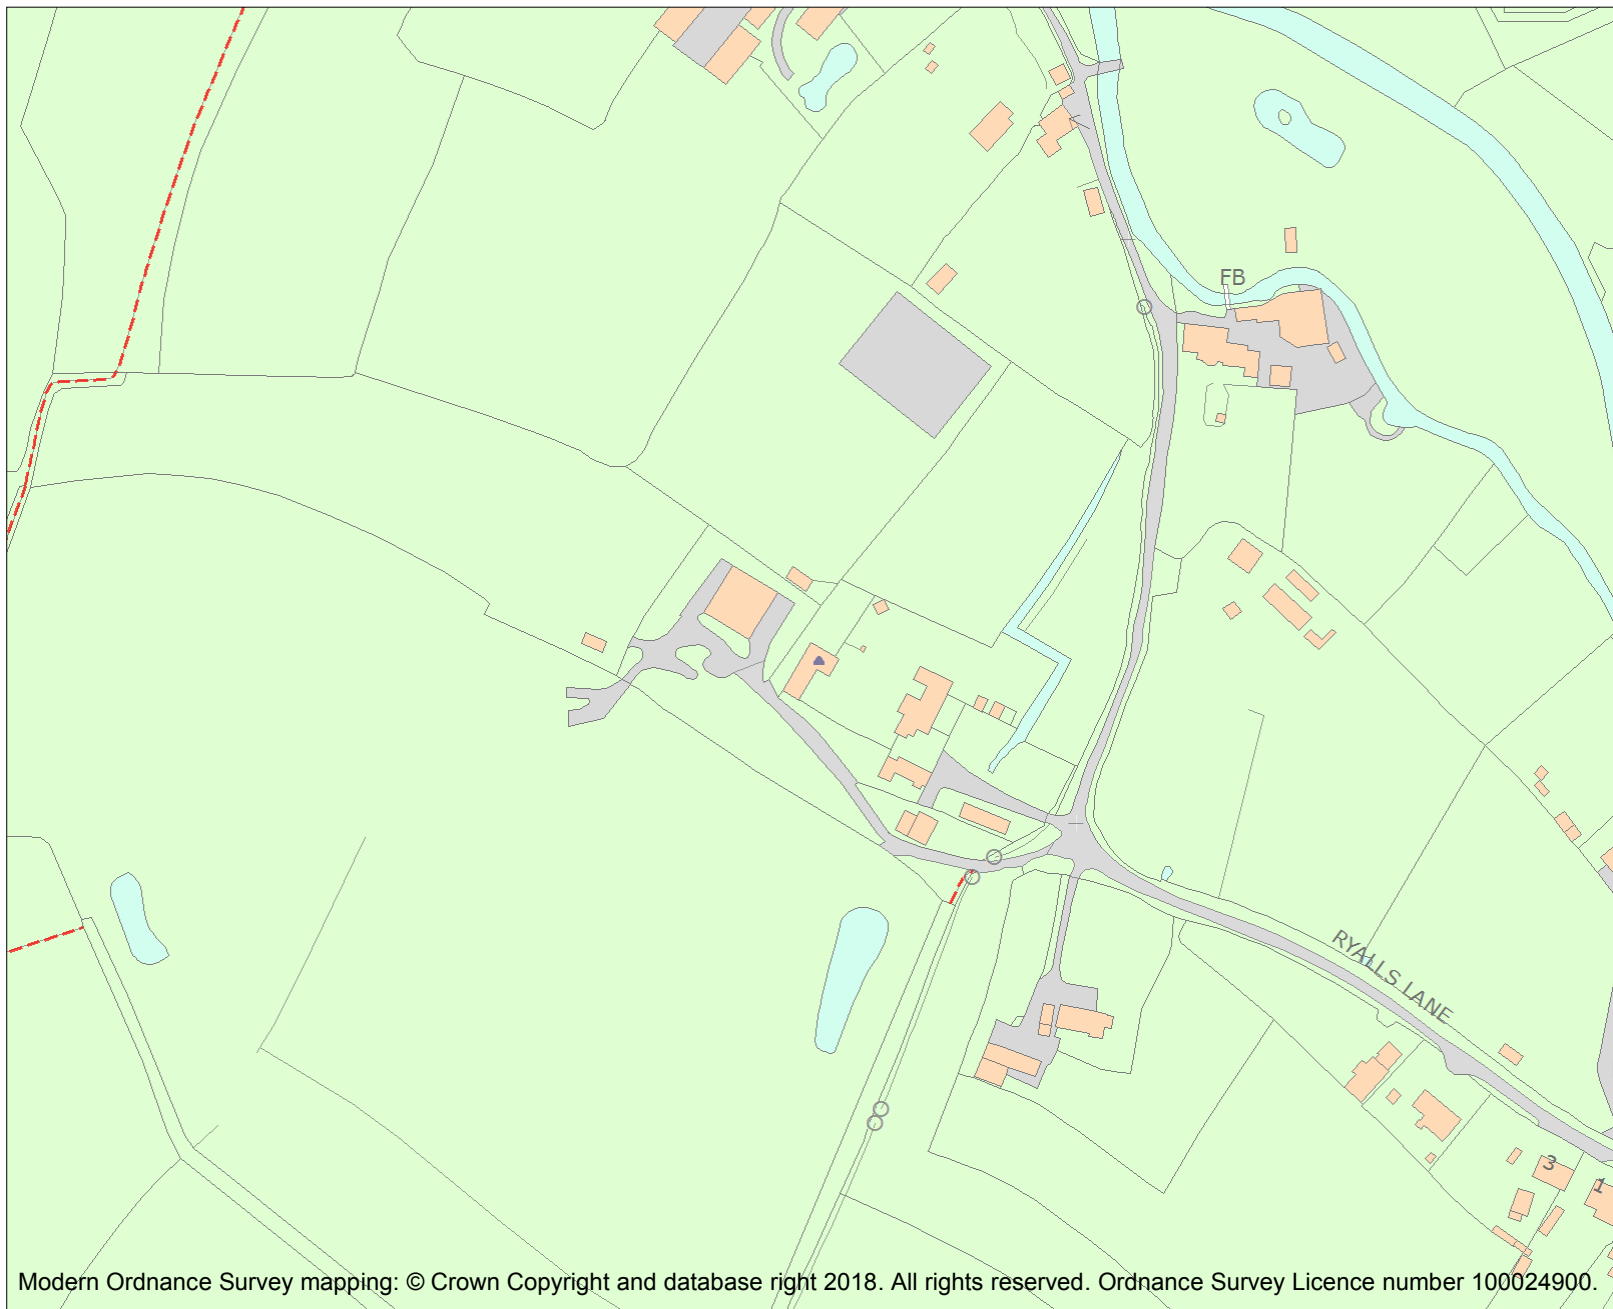 FB
RYALLS LANE
3
1
Modern Ordnance Survey mapping: © Crown Copyright and database right 2018. All rights reserved. Ordnance Survey Licence number 100024900.